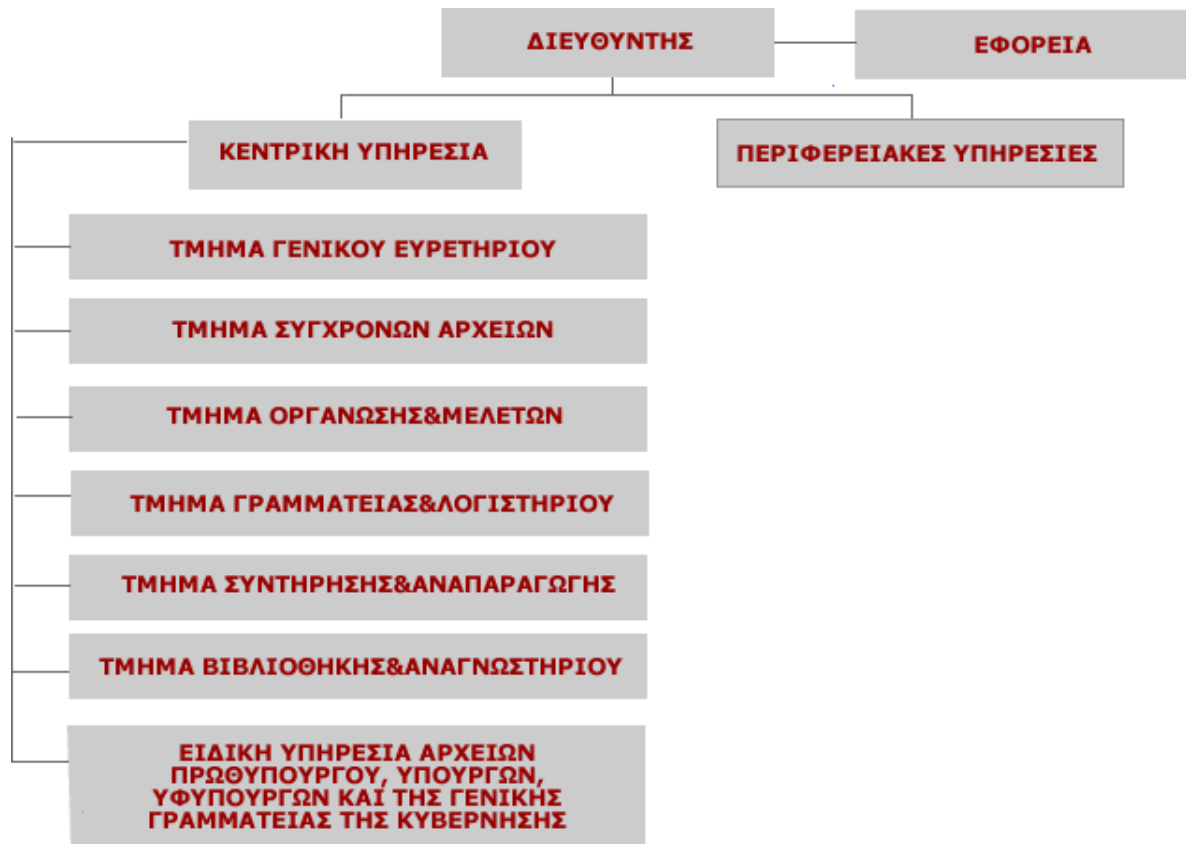 ΔΙΕΥΘΥΝΤΗΣ
ΕΦΟΡΕΙΑ
ΚΕΝΤΡΙΚΗ ΥΠΗΡΕΣΙΑ
ΠΕΡΙΦΕΡΕΙΑΚΕΣ ΥΠΗΡΕΣΙΕΣ
ΤΜΗΜΑ ΓΕΝΙΚΟΥ ΕΥΡΕΤΗΡΙΟΥ
ΤΜΗΜΑ ΣΥΓΧΡΟΝΩΝ ΑΡΧΕΙΩΝ
ΤΜΗΜΑ ΟΡΓΑΝΩΣΗΣ&ΜΕΛΕΤΩΝ
ΤΜΗΜΑ ΓΡΑΜΜΑΤΕΙΑΣ&ΛΟΓΙΣΤΗΡΙΟΥ
ΤΜΗΜΑ ΣΥΝΤΗΡΗΣΗΣ&ΑΝΑΠΑΡΑΓΩΓΗΣ
ΤΜΗΜΑ ΒΙΒΛΙΟΘΗΚΗΣ&ΑΝΑΓΝΩΣΤΗΡΙΟΥ
ΕΙΔΙΚΗ ΥΠΗΡΕΣΙΑ ΑΡΧΕΙΩΝ
ΠΡΩΘΥΠΟΥΡΓΟΥ, ΥΠΟΥΡΓΩΝ,
ΥΦΥΠΟΥΡΓΩΝ ΚΑΙ ΤΗΣ ΓΕΝΙΚΗΣ
ΓΡΑΜΜΑΤΕΙΑΣ ΤΗΣ ΚΥΒΕΡΝΗΣΗΣ